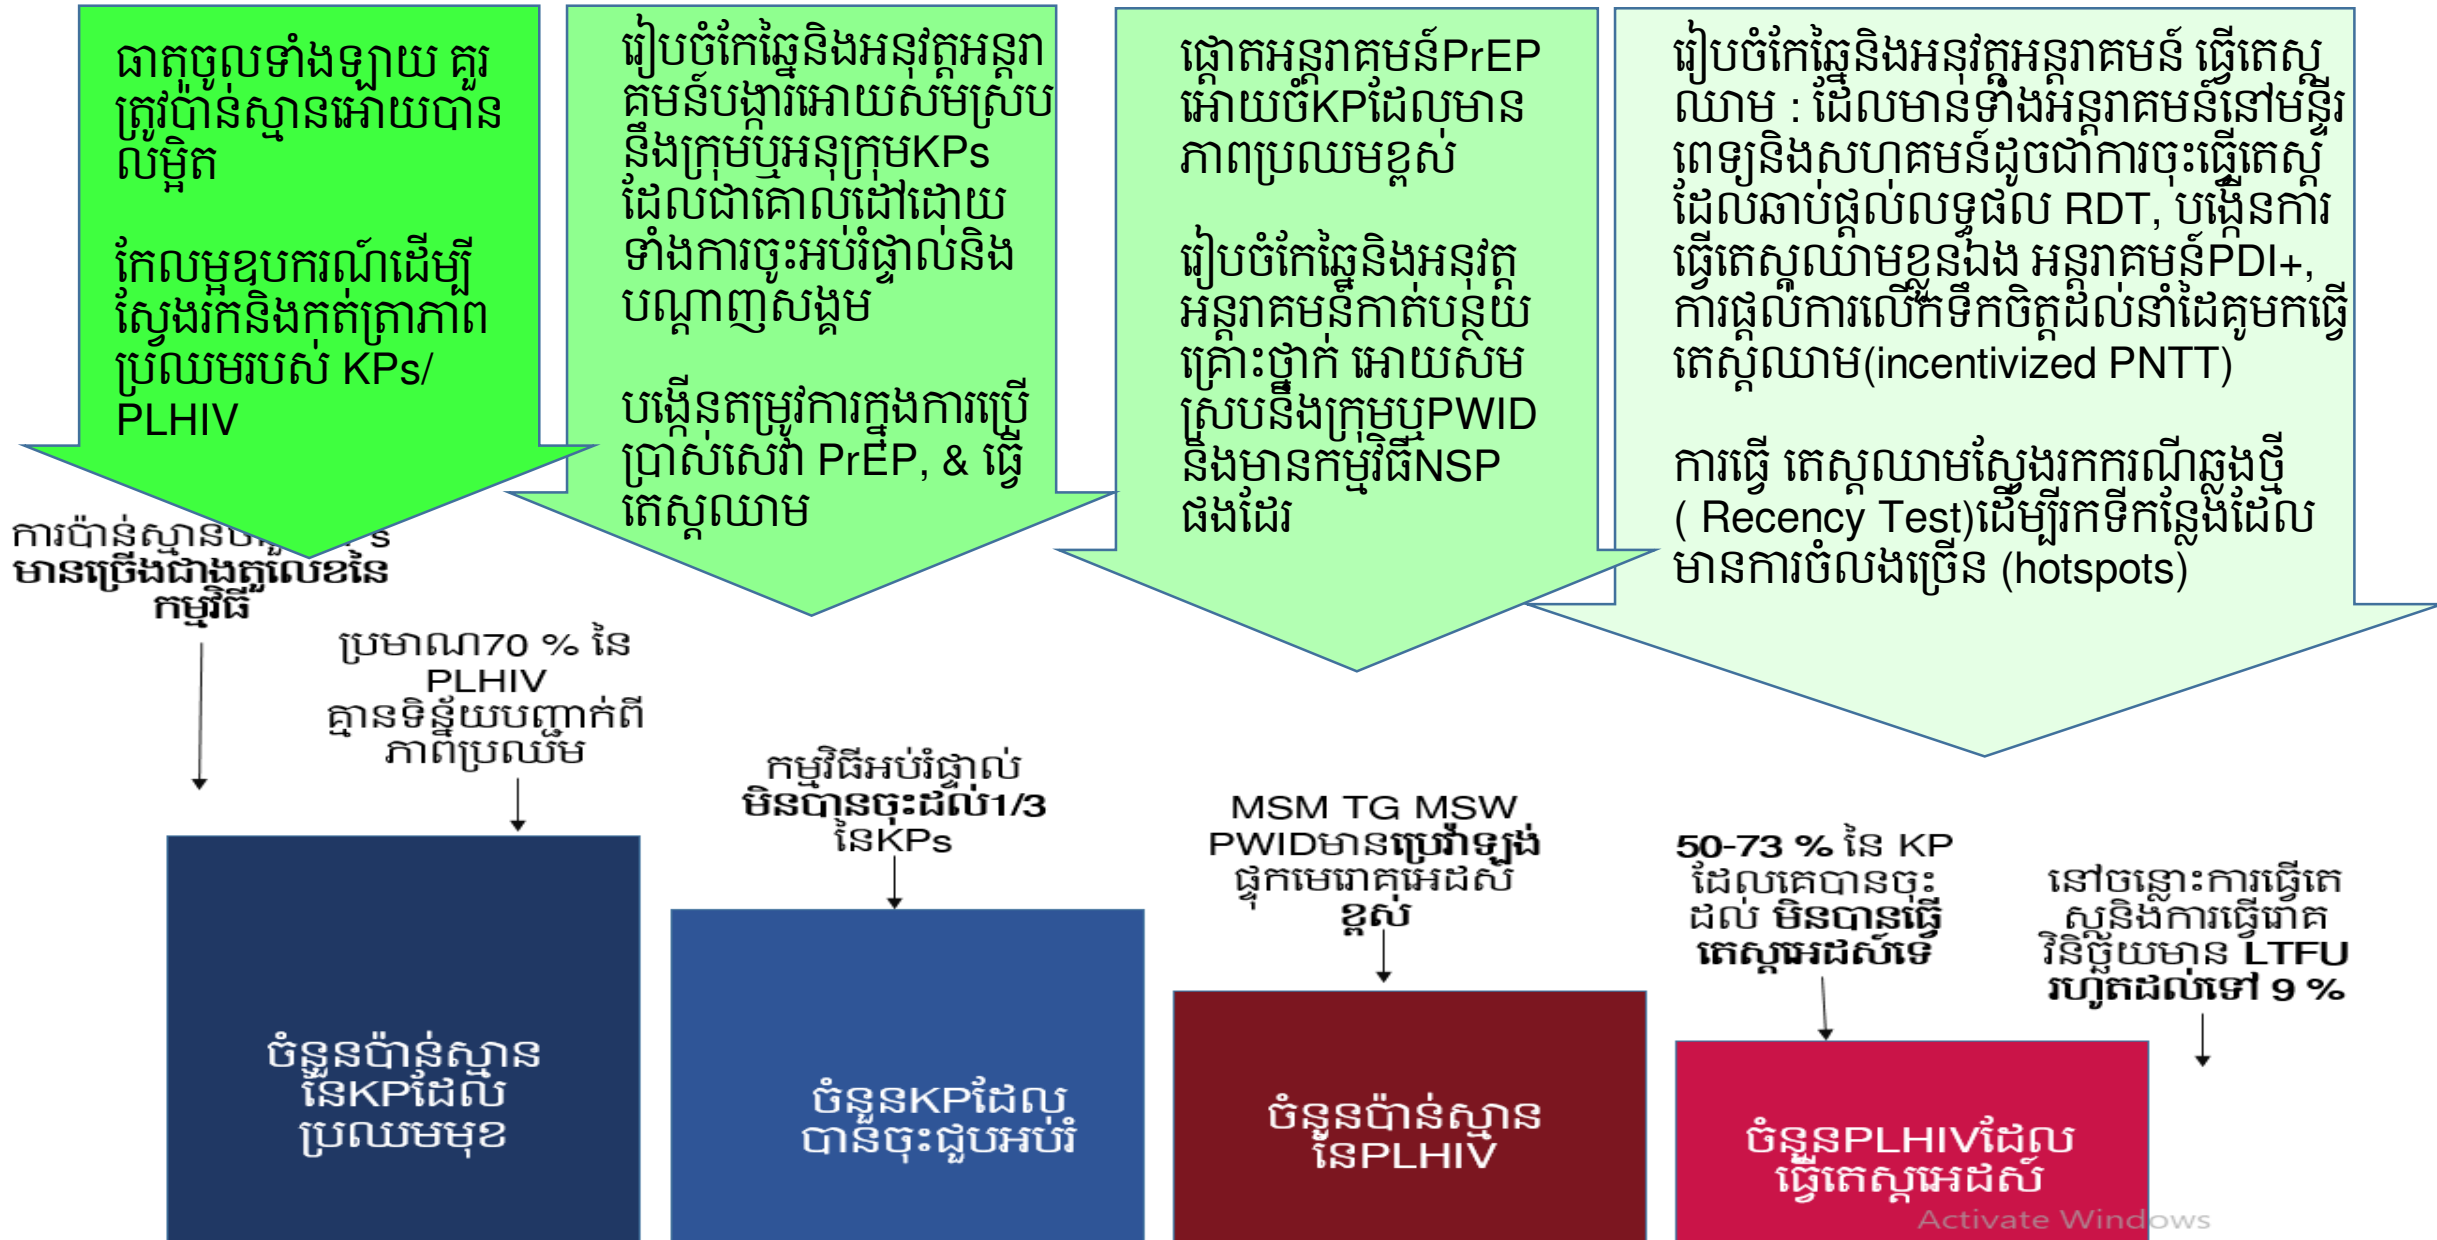 ធាតុចូលទាំងឡាយ គួរ
ត្រូវប៉ាន់ស្មានអោយបាន
លម្អិត
កែលម្អឧបករណ៍ដើម្បី
ស្វែងរកនិងកត់ត្រាភាព
ប្រឈមរបស់ KPs/
PLHIV
រៀបចំកែឆ្នៃនិងអនុវត្តអន្តរា
គមន៍បង្ការអោយសមស្រប
នឹងក្រុមឬអនុក្រុមKPs
ដែលជាគោលដៅដោយ
ទាំងការចូះអប់រំផ្ទាល់និង
បណ្តាញសង្គម
បង្កើនតម្រូវការក្នុងការប្រើ
ប្រាស់សេវា PrEP, & ធ្វើ
តេស្តឈាម
ផ្តោតអន្តរាគមន៍PrEP
អោយចំKPដែលមាន
ភាពប្រឈមខ្ពស់
រៀបចំកែឆ្នៃនិងអនុវត្ត
អន្តរាគមន៍កាត់បន្ថយ
គ្រោះថ្នាក់ អោយសម
ស្របនឹងក្រុមឬPWID
និងមានកម្មវិធីNSP
ផងដែរ
រៀបចំកែឆ្នៃនិងអនុវត្តអន្តរាគមន៍ ធ្វើតេស្ត
ឈាម : ដែលមានទាំងអន្តរាគមន៍នៅមន្ទីរ
ពេទ្យនិងសហគមន៍ដូចជាការចុះធ្វើតេស្ត
ដែលឆាប់ផ្តល់លទ្ធផល RDT, បង្កើនការ
ធ្វើតេស្តឈាមខ្លួនឯង អន្តរាគមន៍PDI+,
ការផ្តល់ការលើកទឹកចិត្តដល់នាំដៃគូមកធ្វើ
តេស្តឈាម(incentivized PNTT)
ការធ្វើ តេស្តឈាមស្វែងរកករណីឆ្លងថ្មី
( Recency Test)ដើម្បីរកទីកន្លែងដែល
មានការចំលងច្រើន (hotspots)
ការប៉ាន់ស្មាន
មានច្រើងជាងតួលេខនៃ
កម្មវិធី
ប្រមាណ70 % នៃ
PLHIV
គ្មានទិន្ន័យបញ្ជាក់ពី
ភាពប្រឈម
កម្មវិធីអប់រំផ្ទាល់
មិនបានចុះដល់1/3
នៃKPs
MSM TG MSW
PWIDមានប្រេវ៉ាឡង់
ផ្ទុកមេរោគអេដស៍
ខ្ពស់
50-73 % នៃ KP
ដែលគេបានចុះ
ដល់ មិនបានធ្វើ
តេស្តអេដស៍ទេ
នៅចន្លោះការធ្វើតេ
ស្តនិងការធ្វើរោគ
វិនិច្ឆ័យមាន LTFU
រហូតដល់ទៅ 9 %
ចំនួនប៉ាន់ស្មាន
នៃKPដែល
ប្រឈមមុខ
ចំនួនKPដែល
បានចុះជួបអប់រំ
ចំនួនប៉ាន់ស្មាន
នៃPLHIV
ចំនួនPLHIVដែល
ធ្វើតេស្តអេដស៍
Activate Windows